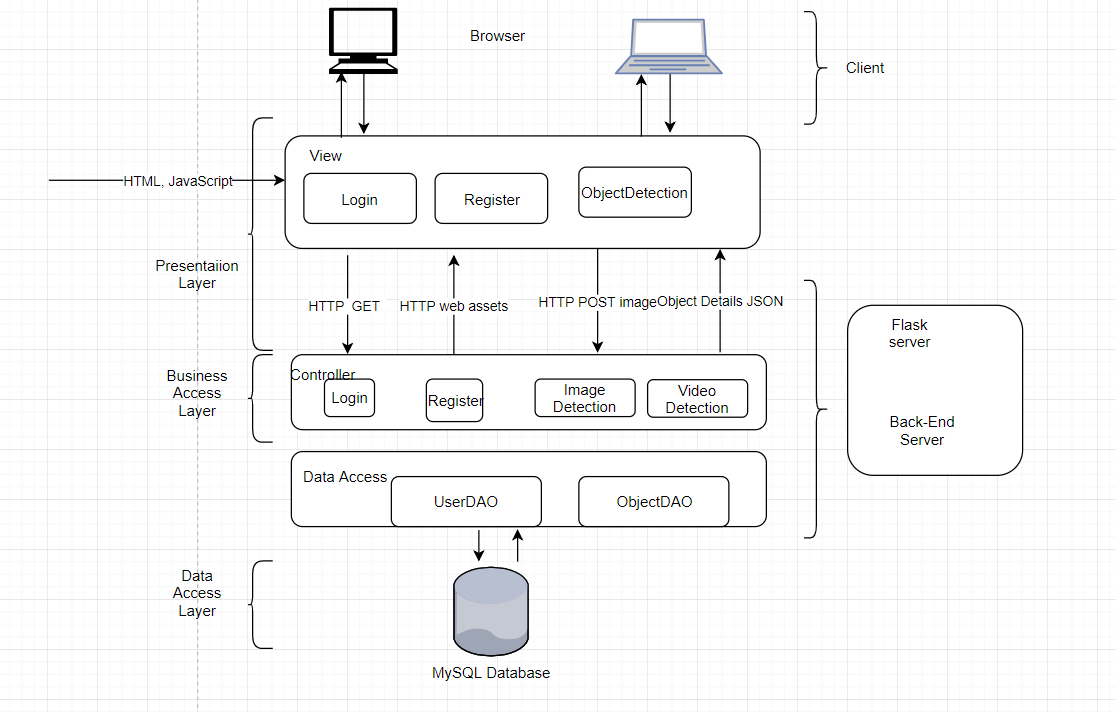 Browser
Client
View
HTML, JavaScript
Login
Register
ObjectDetection
Presentaiion
Layer
HTTP  GET
HTTP web assets
HTTP POST image
Object Details JSON
Flask
server
Back-End
Server
Business
Access
Layer
Controller
Login
Register
Image
Detection
Video
Detection
Data Access
UserDAO
ObjectDAO
Data
Access
Layer
MySQL Database